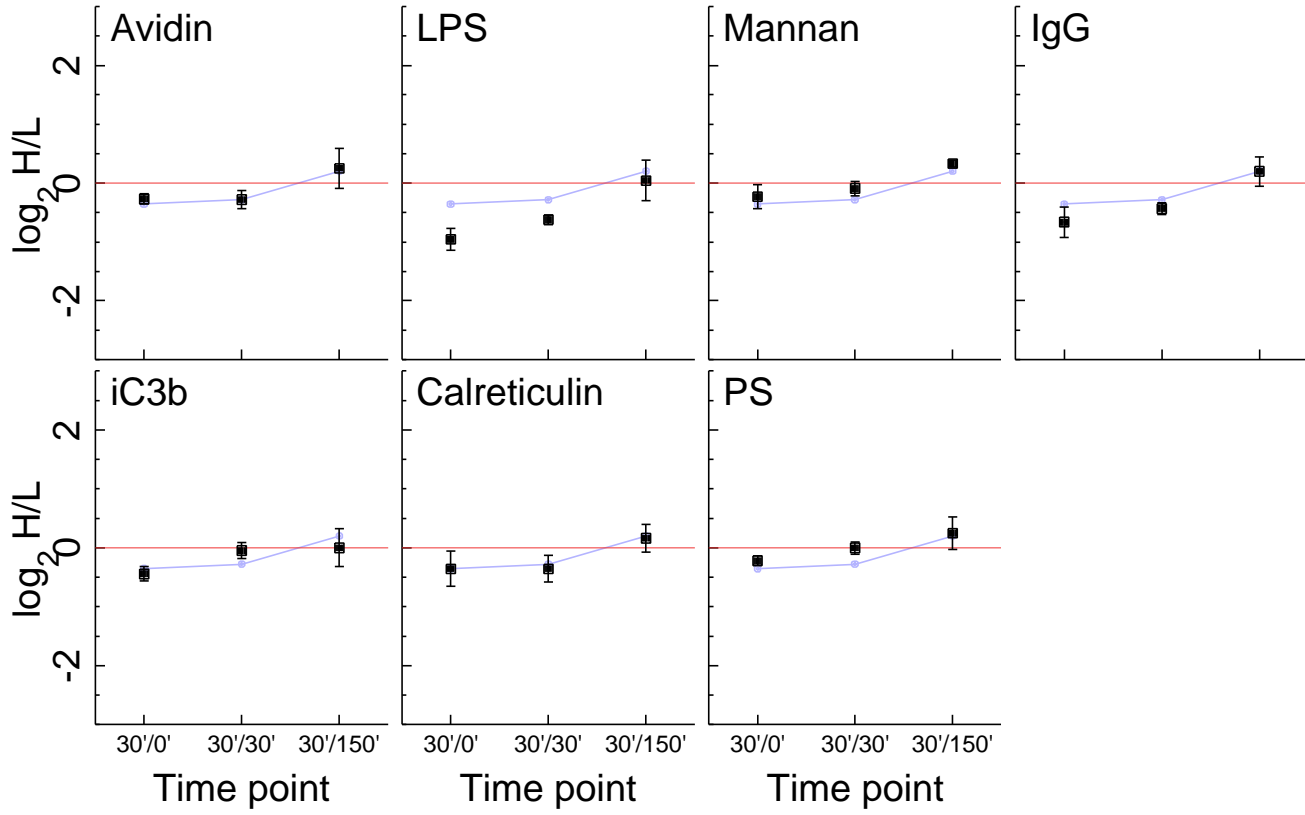 Avidin LPS Mannan IgG
2
0
-2
log2 H/L
iC3b Calreticulin PS
2
0
-2
log2 H/L
30'/0' 30'/30' 30'/150' 30'/0' 30'/30' 30'/150' 30'/0' 30'/30' 30'/150'
Time point Time point Time point